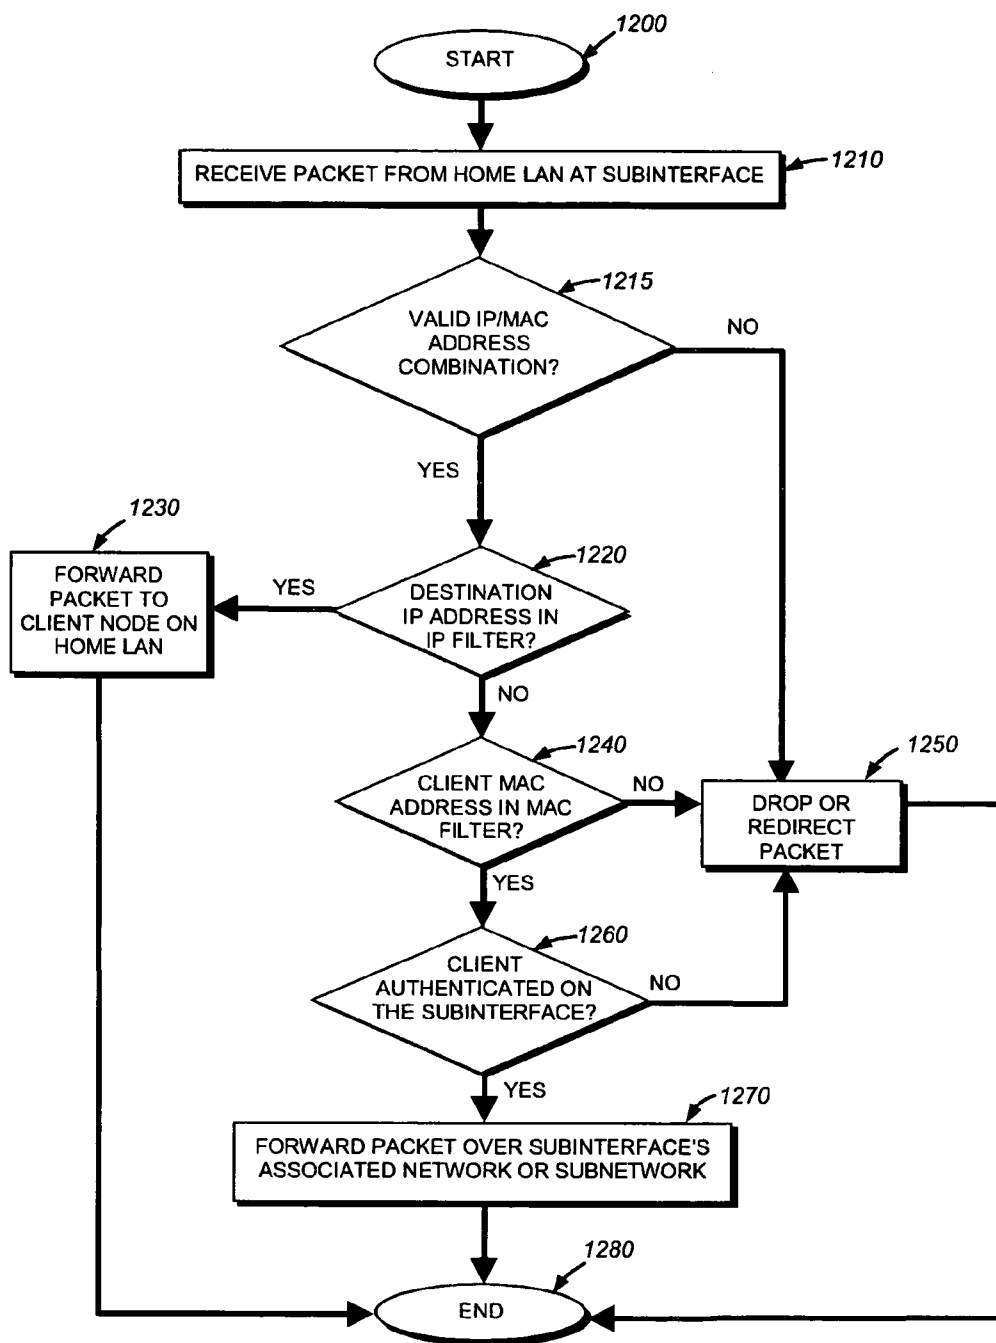 1200
START
1210
RECEIVE PACKET FROM HOME LAN AT SUBINTERFACE
1215
VALID IP/MAC
ADDRESS
COMBINATION?
NO
YES
1230
FORWARD
PACKET TO
CLIENT NODE ON
HOME LAN
YES
1220
DESTINATION
IP ADDRESS IN
IP FILTER?
NO
1240
CLIENT MAC
ADDRESS IN MAC
FILTER?
NO
1250
DROP OR
REDIRECT
PACKET
YES
1260
CLIENT
AUTHENTICATED ON
THE SUBINTERFACE?
NO
YES
1270
FORWARD PACKET OVER SUBINTERFACE'S
ASSOCIATED NETWORK OR SUBNETWORK
1280
END